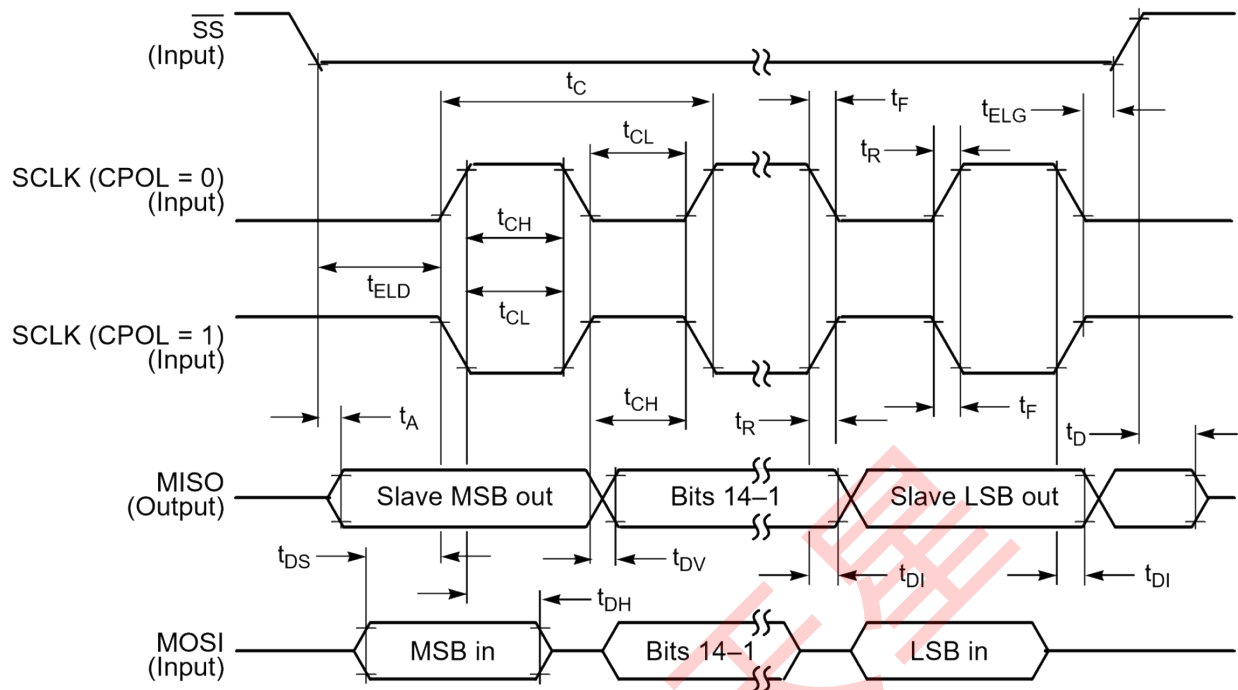 SS
(Input)
tC
tF
tELG
tCL
tR
SCLK (CPOL = 0)
(Input)
tCH
tELD
tCL
SCLK (CPOL = 1)
(Input)
tA
tCH
tR
tF
tD
MISO
(Output)
Slave MSB out
Bits 14–1
Slave LSB out
tDS
tDV
tDI
tDI
tDH
MOSI
(Input)
MSB in
Bits 14–1
LSB in